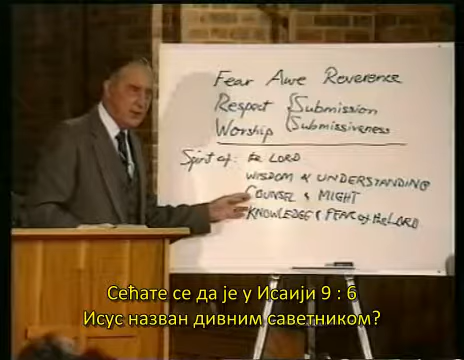 Fear Awe Reverence
Respect {Submission
Worship {Submissiveness
Spirit of: the LORD
WISDOM & UNDERSTANDING
COUNSEL & MIGHT
KNOWLEDGE & FEAR of the LORD
Сећате се да је у Исаији 9 : 6
Исус назван дивним саветником?